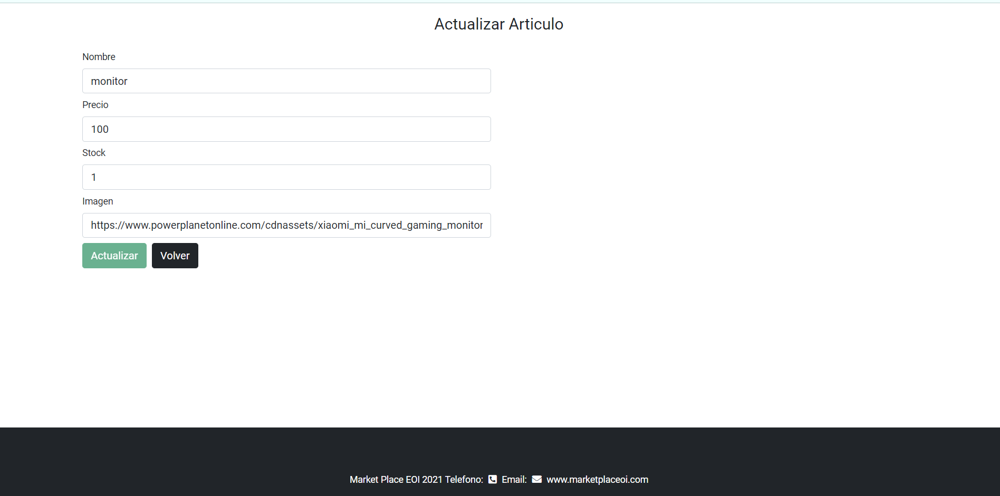 Actualizar Articulo
Nombre
monitor
Precio
100
Stock
1
Imagen
https://www.powerplanetonline.com/cdnassets/xiaomi_mi_curved_gaming_monitor
Actualizar Volver
Market Place EOI 2021 Telefono: Email: www.marketplaceoi.com